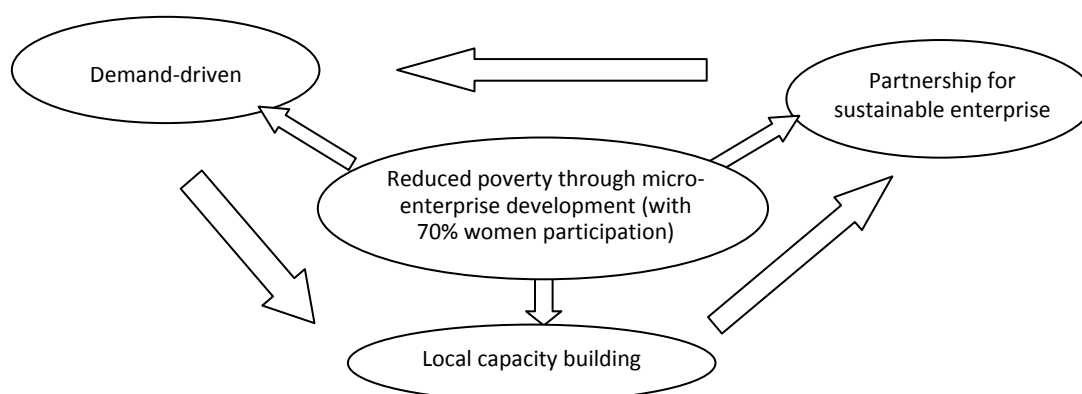 Demand-driven
Partnership for
sustainable enterprise
Reduced poverty through micro-
enterprise development (with
70% women participation)
Local capacity building